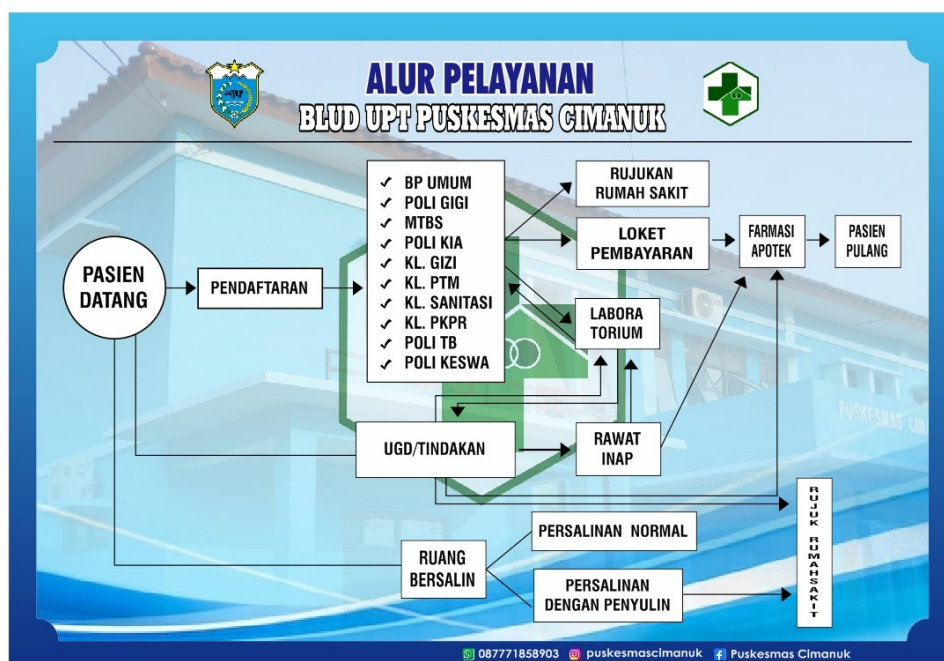 ALUR PELAYANAN
BLUD UPT PUSKESMAS CIMANUK
PASIEN
DATANG
PENDAFTARAN
✓ BP UMUM
✓ POLI GIGI
✓ MTBS
✓ POLI KIA
✓ KL. GIZI
✓ KL. PTM
✓ KL. SANITASI
✓ KL. PKPR
✓ POLI TB
✓ POLI KESWA
RUJUKAN
RUMAH SAKIT
LOKET
PEMBAYARAN
FARMASI
APOTEK
PASIEN
PULANG
LABORA
TORIUM
UGD/TINDAKAN
RAWAT
INAP
RUANG
BERSALIN
PERSALINAN NORMAL
PERSALINAN
DENGAN PENYULIN
RUJUK RUMAHSAKIT
PUSKESMAS CIM
087771858903 puskesmascimanuk Puskesmas Cimanuk